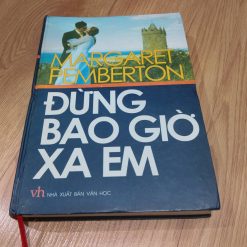 MARGARET
PEMBERTON
ĐỪNG
BAO GIỜ
XA EM
vh NHÀ XUẤT BẢN VĂN HỌC